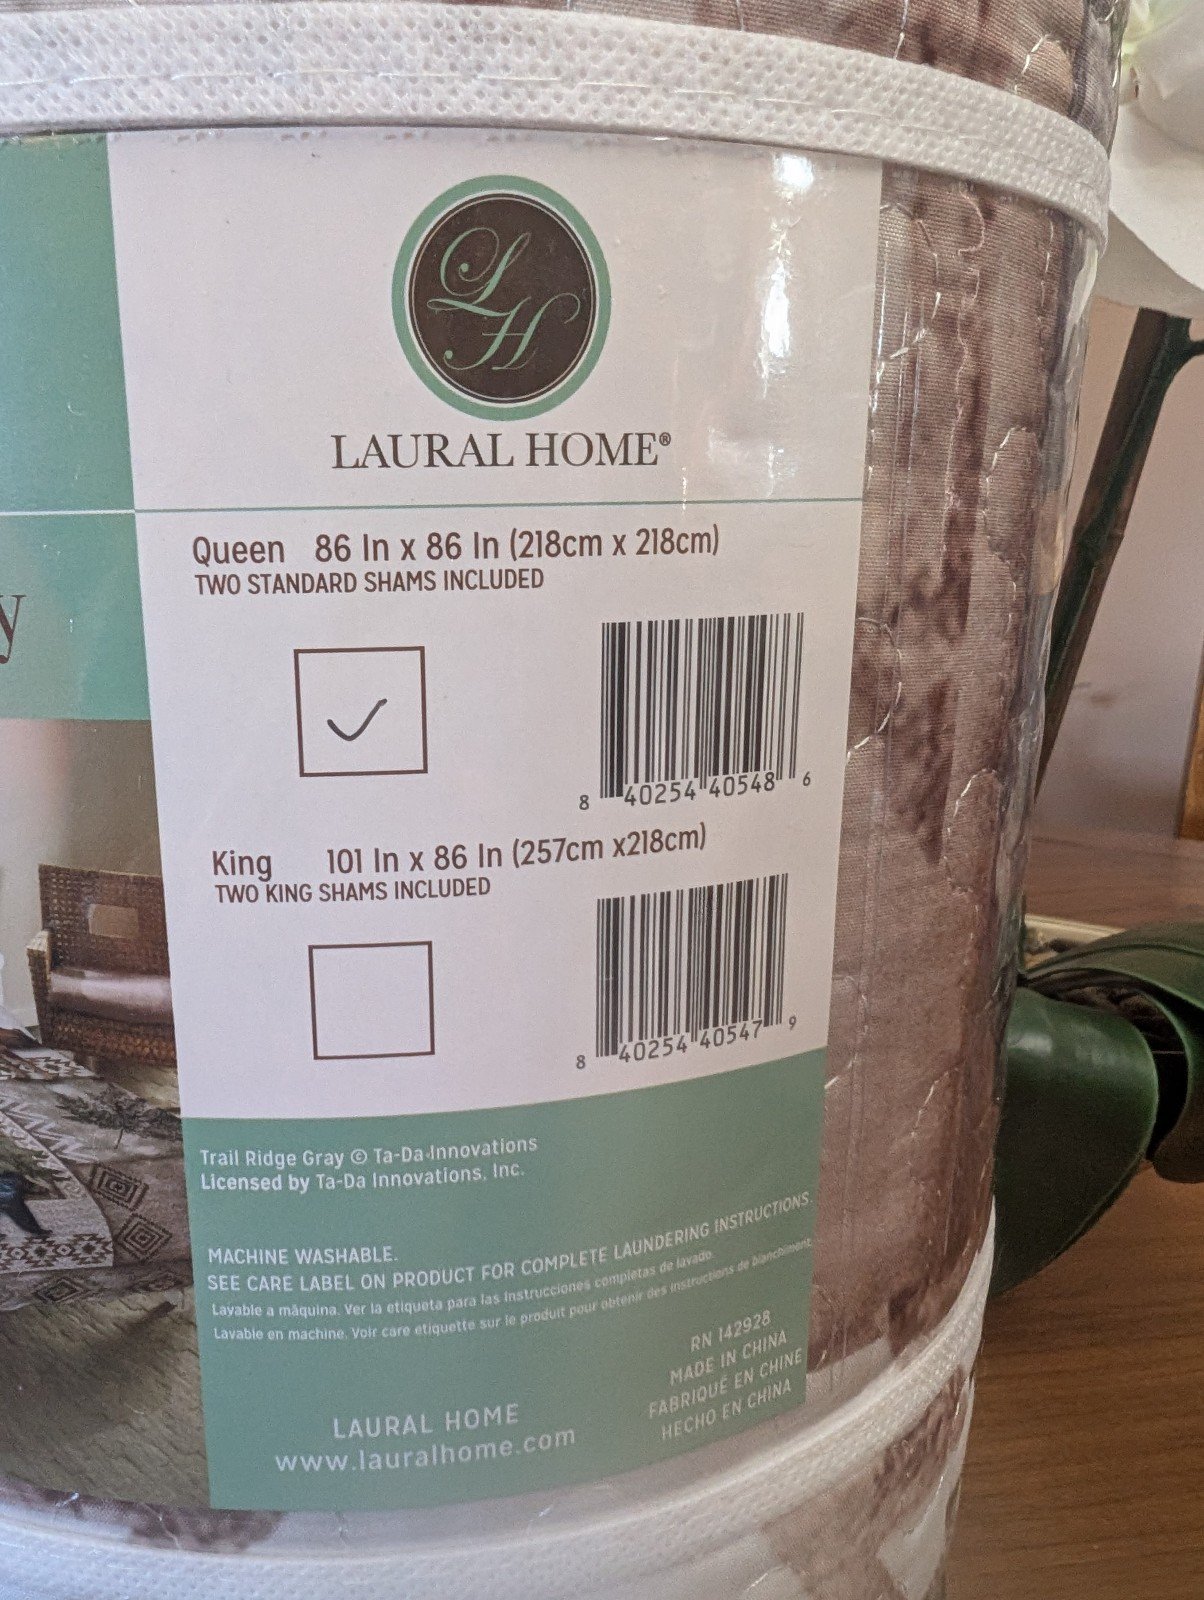 LH
LAURAL HOME®
Queen 86 In x 86 In (218cm x 218cm)
TWO STANDARD SHAMS INCLUDED
8 40254 40548 6
y
King 101 In x 86 In (257cm x218cm)
TWO KING SHAMS INCLUDED
8 40254 40547 9
Trail Ridge Gray © Ta-Da Innovations
Licensed by Ta-Da Innovations, Inc.
MACHINE WASHABLE.
SEE CARE LABEL ON PRODUCT FOR COMPLETE LAUNDERING INSTRUCTIONS.
Lavable a máquina. Ver la etiqueta para las instrucciones completas de lavado.
Lavable en machine. Voir care etiquette sur le produit pour obtenir des instructions de blanchiment
RN 142928
MADE IN CHINA
FABRIQUÉ EN CHINE
HECHO EN CHINA
LAURAL HOME
www.lauralhome.com